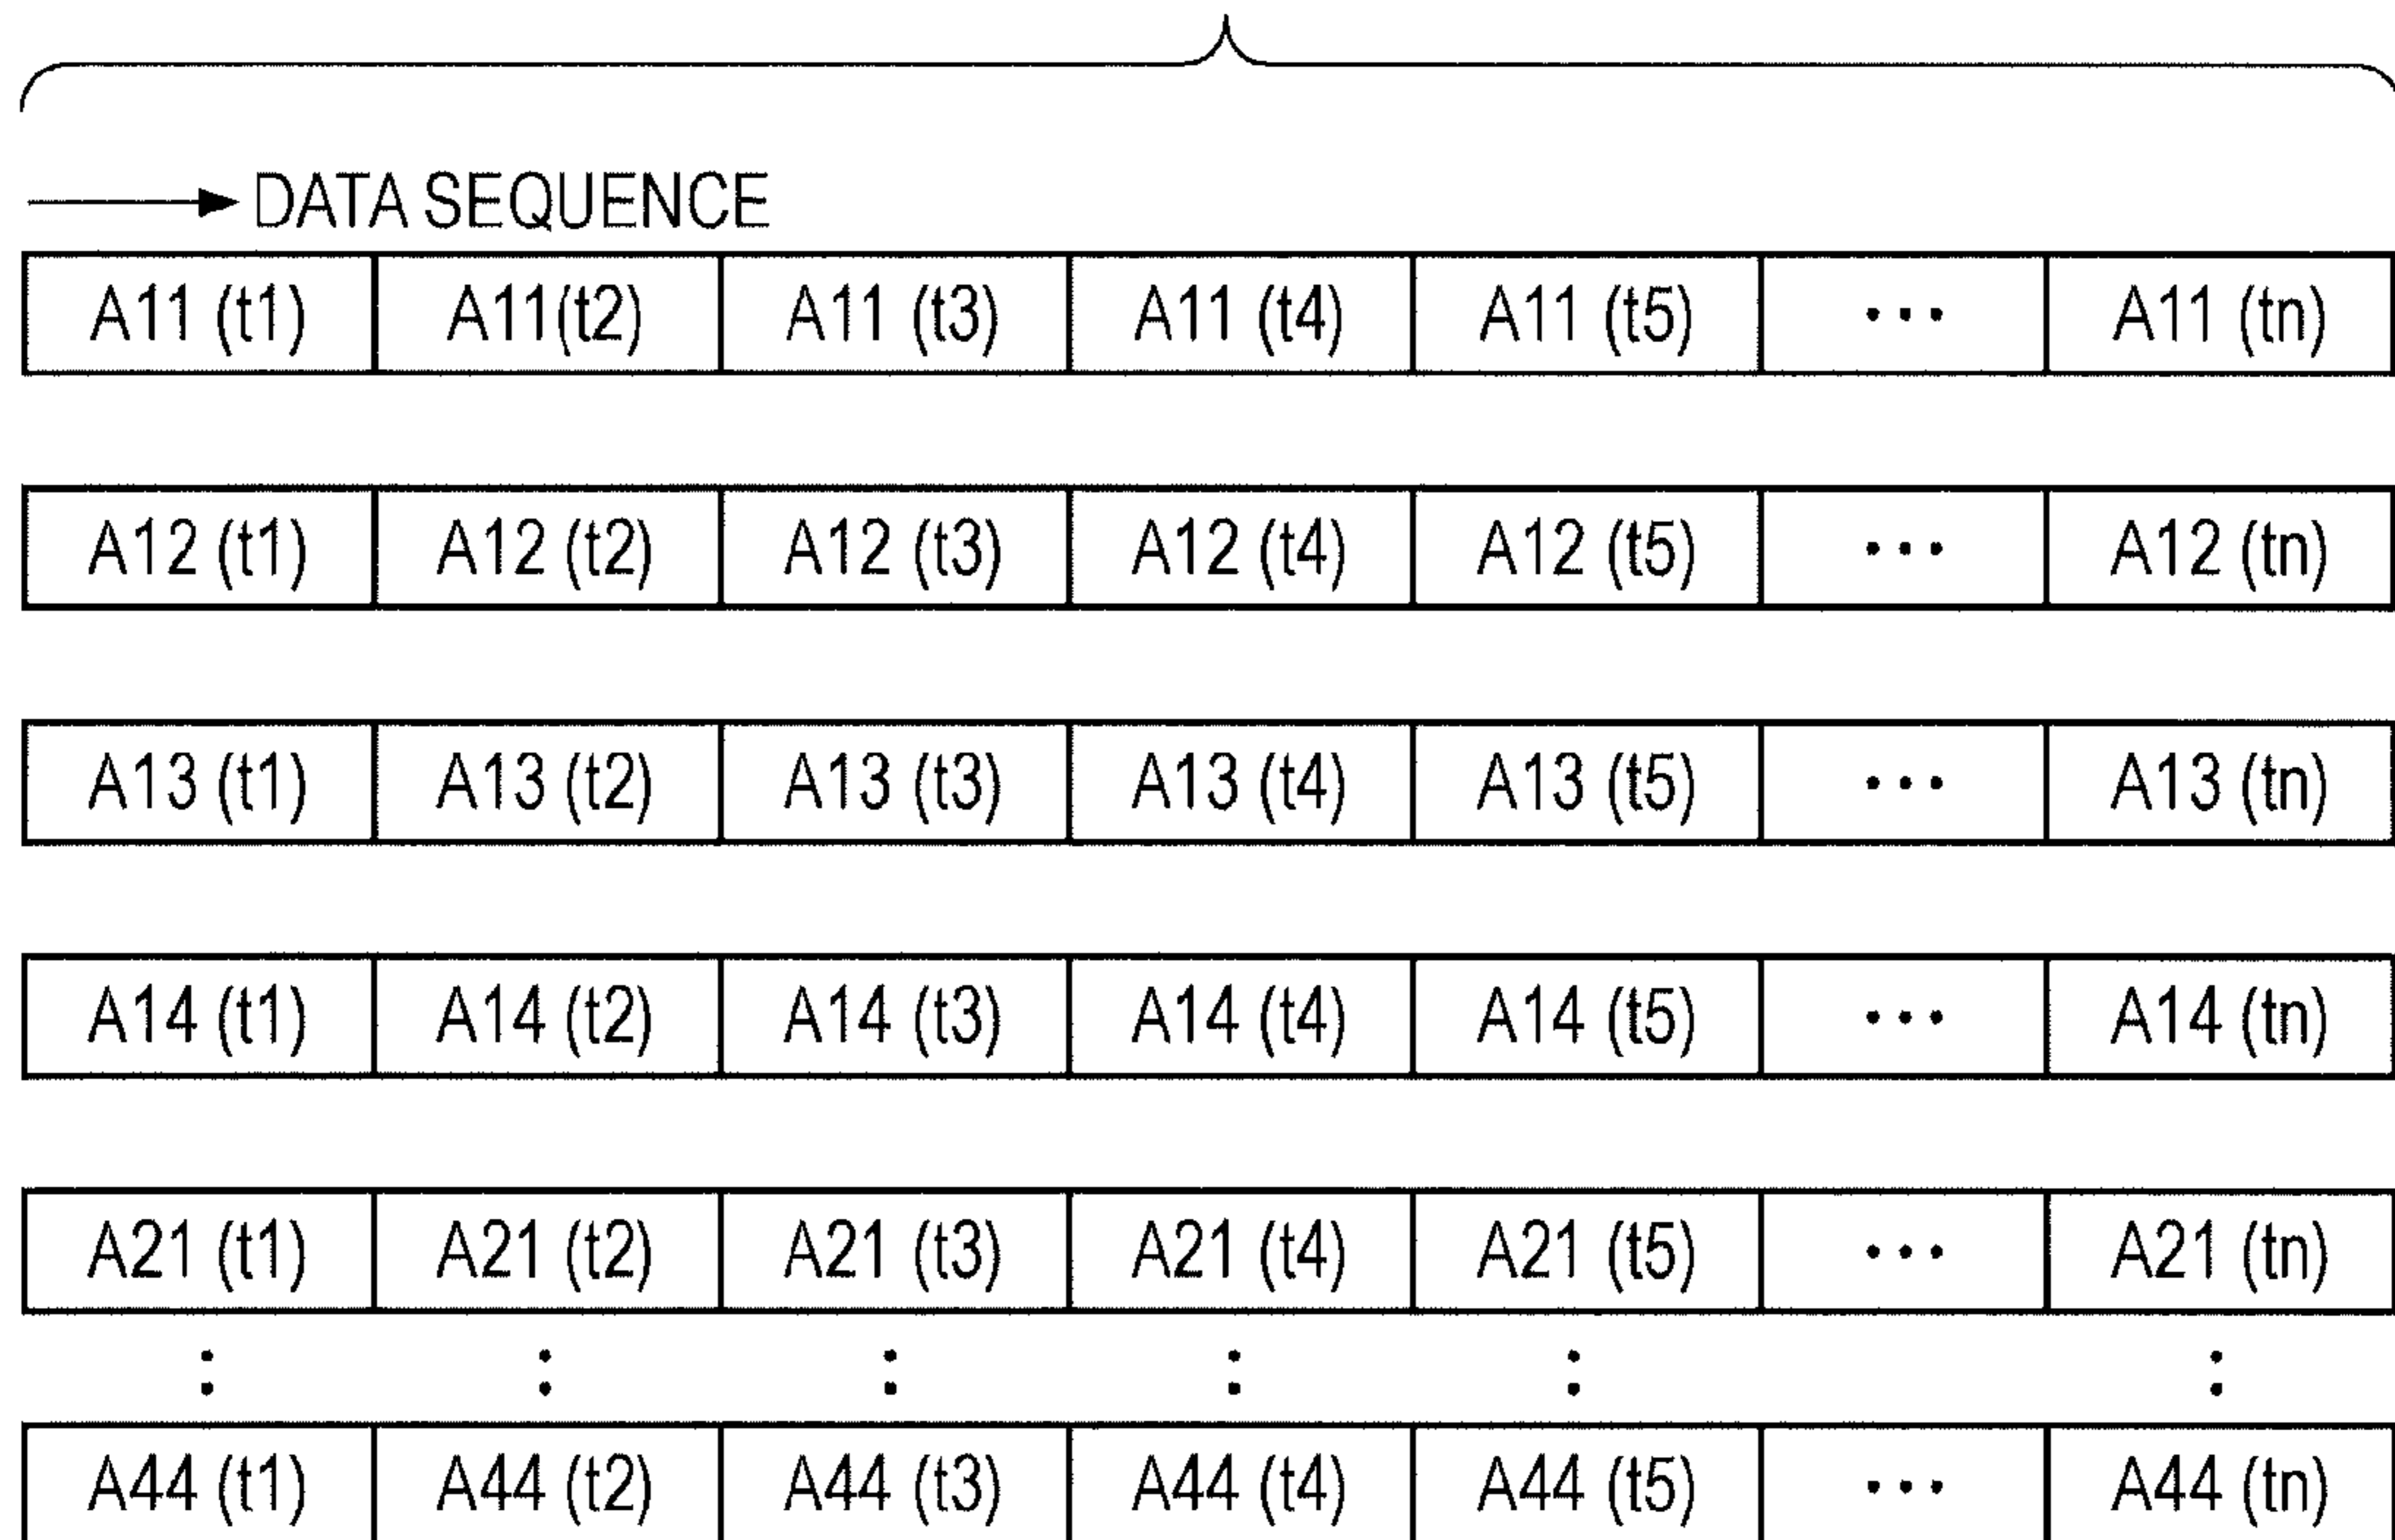 DATA SEQUENCE
A11 (t1) A11(t2) A11 (t3) A11 (t4) A11 (t5) ... A11 (tn)
A12 (t1) A12 (t2) A12 (t3) A12 (t4) A12 (t5) ... A12 (tn)
A13 (t1) A13 (t2) A13 (t3) A13 (t4) A13 (t5) ... A13 (tn)
A14 (t1) A14 (t2) A14 (t3) A14 (t4) A14 (t5) ... A14 (tn)
A21 (t1) A21 (t2) A21 (t3) A21 (t4) A21 (t5) ... A21 (tn)
: : : : : :
A44 (t1) A44 (t2) A44 (t3) A44 (t4) A44 (t5) ... A44 (tn)